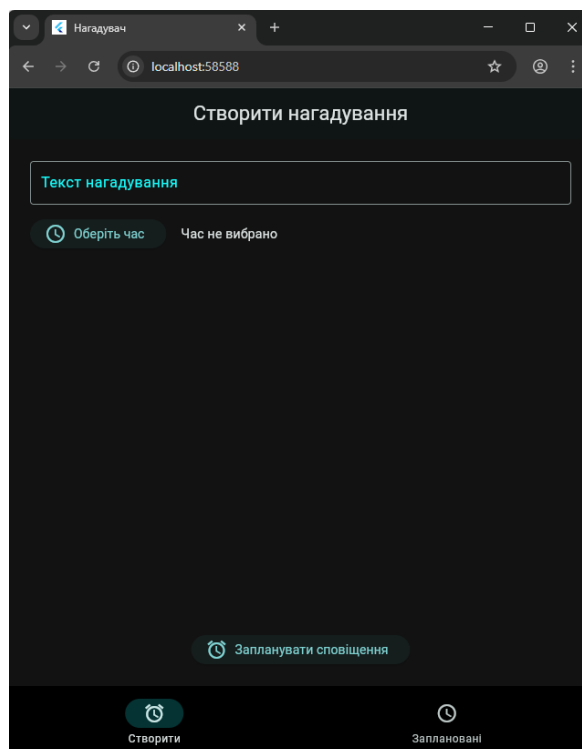 Нагадувач
localhost:58588
Створити нагадування
Текст нагадування
Оберіть час Час не вибрано
Запланувати сповіщення
Створити Заплановані